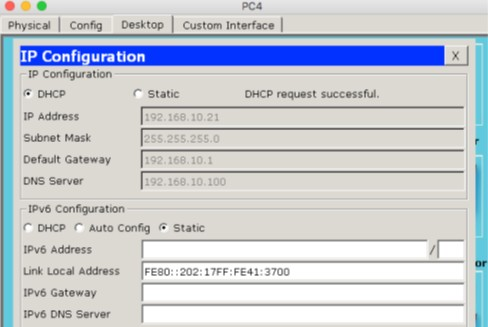 PC4
Physical Config Desktop Custom Interface
IP Configuration X
IP Configuration
DHCP Static DHCP request successful.
IP Address 192.168.10.21
Subnet Mask 255.255.255.0
Default Gateway 192.168.10.1
DNS Server 192.168.10.100
IPv6 Configuration
DHCP Auto Config Static
IPv6 Address /
Link Local Address FE80::202:17FF:FE41:3700
IPv6 Gateway
IPv6 DNS Server
r
or